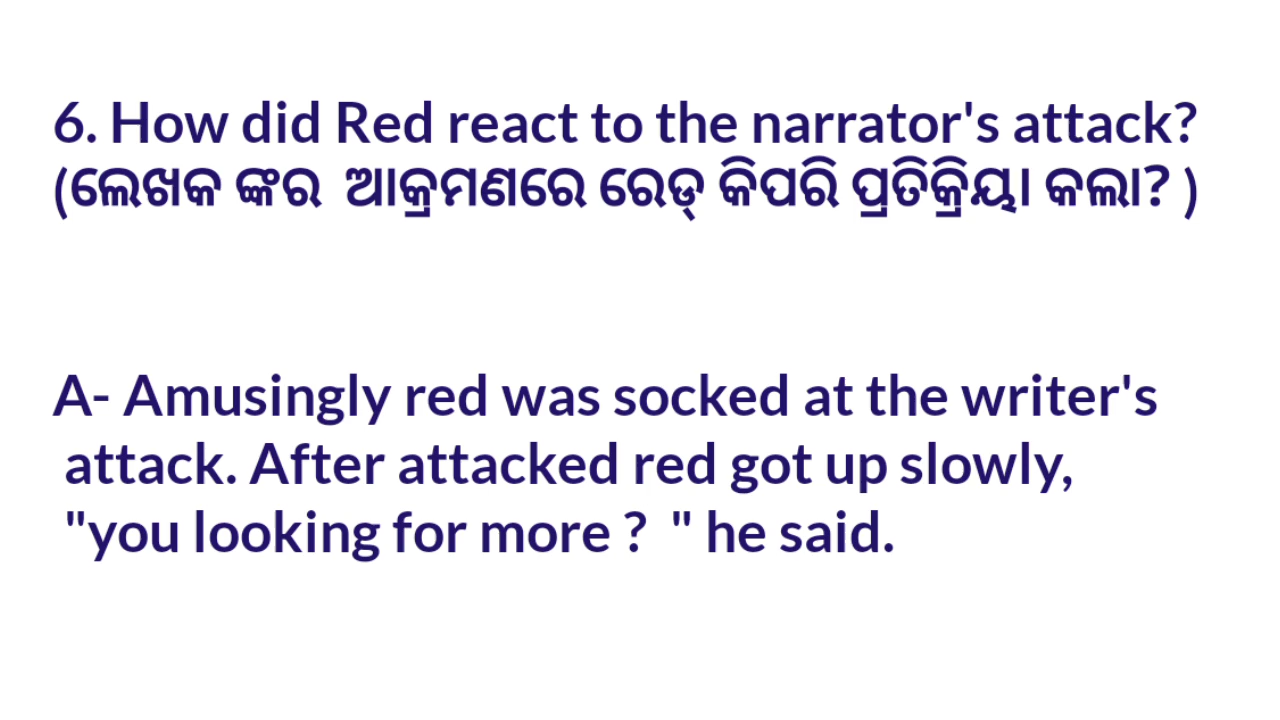 6. How did Red react to the narrator's attack?
(ଲେଖକ ଙ୍କର ଆକ୍ରମଣରେ ରେଡ୍ କିପରି ପ୍ରତିକ୍ରିୟା କଲା? )
A- Amusingly red was socked at the writer's
attack. After attacked red got up slowly,
"you looking for more ? " he said.